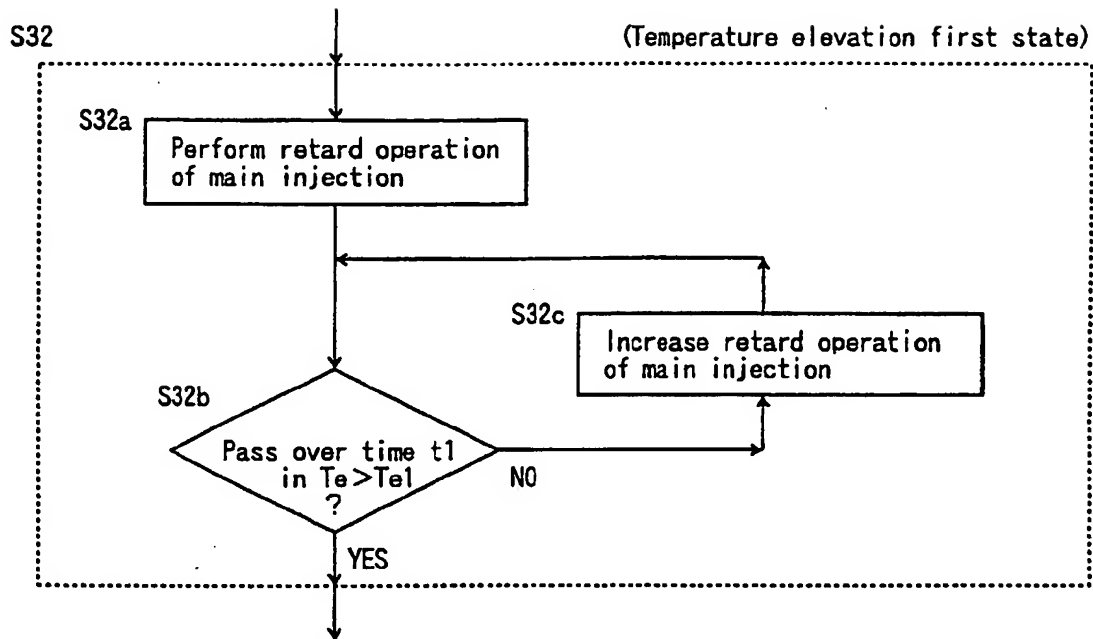 S32
(Temperature elevation first state)
S32a
Perform retard operation
of main injection
S32c
Increase retard operation
of main injection
S32b
Pass over time t1
in Te>Te1
?
NO
YES